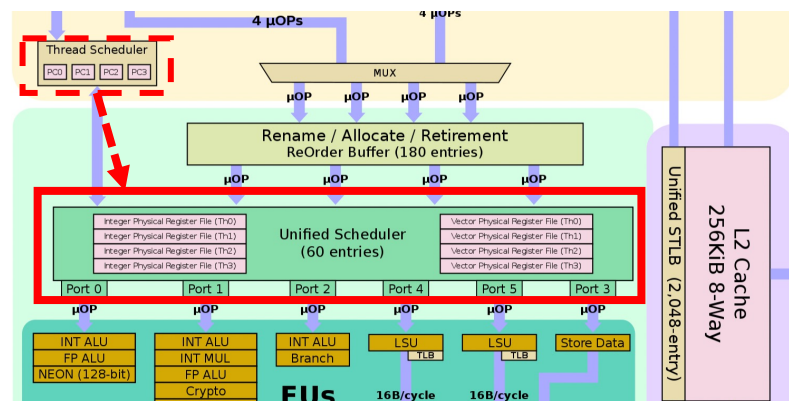 4 μOPs
4 μOPs
Thread Scheduler
PC0 PC1 PC2 PC3
MUX
μOP μOP μOP μOP
Rename / Allocate / Retirement
ReOrder Buffer (180 entries)
μOP μOP μOP μOP
Integer Physical Register File (Th0)
Integer Physical Register File (Th1)
Integer Physical Register File (Th2)
Integer Physical Register File (Th3)
Unified Scheduler
(60 entries)
Vector Physical Register File (Th0)
Vector Physical Register File (Th1)
Vector Physical Register File (Th2)
Vector Physical Register File (Th3)
Port 0 Port 1 Port 2 Port 4 Port 5 Port 3
μOP μOP μOP μOP μOP μOP
INT ALU
FP ALU
NEON (128-bit)
INT ALU
INT MUL
FP ALU
Crypto
INT ALU
Branch
LSU
TLB
LSU
TLB
Store Data
EUs
16B/cycle
16B/cycle
Unified STLB (2,048-entry)
L2 Cache
256KiB 8-Way